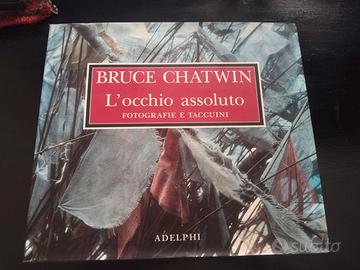 BRUCE CHATWIN
L'occhio assoluto
FOTOGRAFIE E TACCUINI
ADELPHI
subito